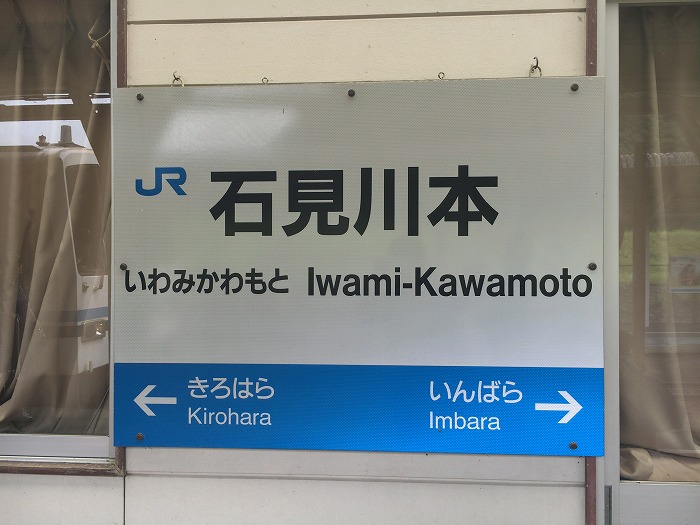 JR 石見川本
いわみかわもと Iwami-Kawamoto
← きろはら いんばら →
Kirohara Imbara